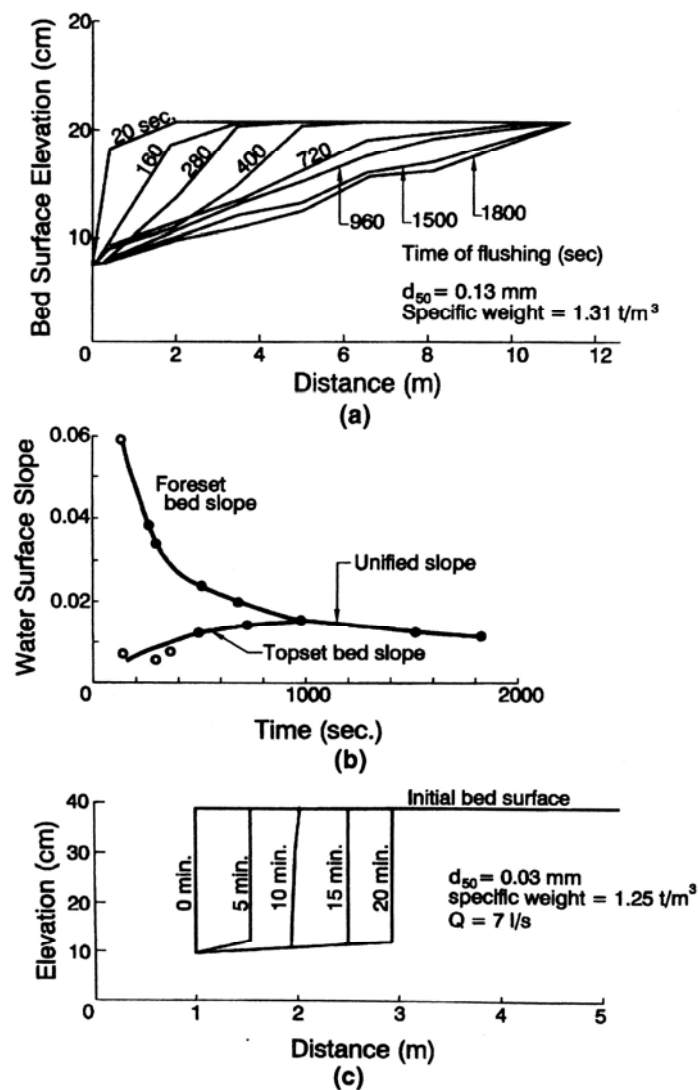 Bed Surface Elevation (cm)
20
20
10
0
20 sec.
160
280
400
720
960
1500
1800
Time of flushing (sec)
d50 = 0.13 mm
Specific weight = 1.31 t/m³
0 2 4 6 8 10 12
Distance (m)
(a)
Water Surface Slope
0.06
0.04
0.02
Foreset
bed slope
Unified slope
Topset bed slope
0 1000 2000
Time (sec.)
(b)
Elevation (cm)
40
30
20
10
0
Initial bed surface
0 min.
5 min.
10 min.
15 min.
20 min.
d50 = 0.03 mm
specific weight = 1.25 t/m³
Q = 7 l/s
0 1 2 3 4 5
Distance (m)
(c)